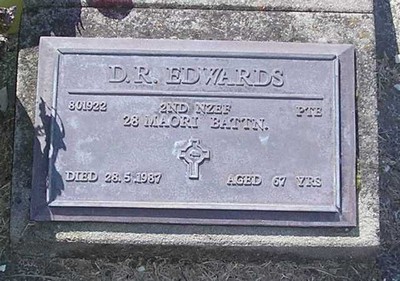 D. R. EDWARDS
801922 2ND NZEF PTE
28 MAORI BATTN.
DIED 28.5.1987 AGED 67 YRS